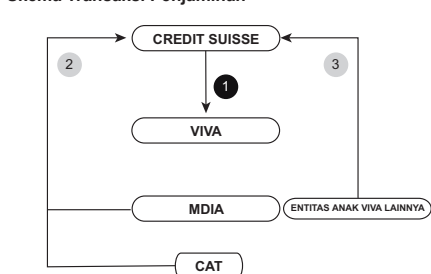 Skema Transaksi Penjaminan
CREDIT SUISSE
2
3
1
VIVA
MDIA
ENTITAS ANAK VIVA LAINNYA
CAT